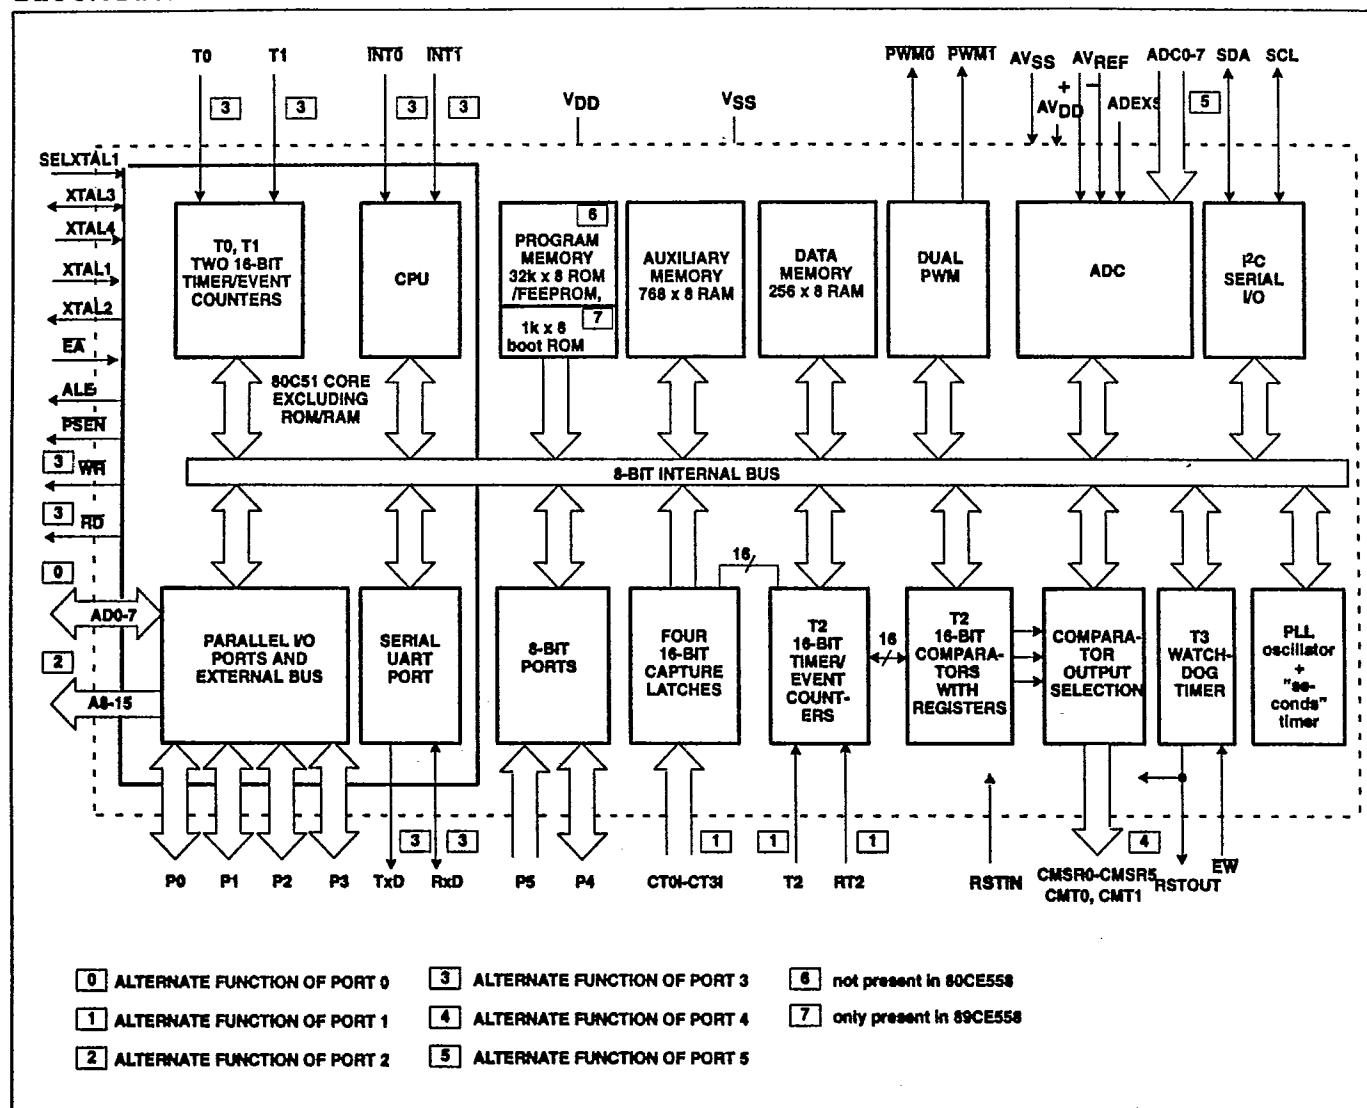 T0 T1 INT0 INT1 PWM0 PWM1 AVSS AVREF ADC0-7 SDA SCL
3 3 3 3 VDD VSS + − AVDD 5
SELXTAL1
XTAL3
XTAL4
XTAL1
XTAL2
EA
ALE
PSEN
3 WR
3 RD
0
AD0-7
2
A8-15
T0, T1
TWO 16-BIT
TIMER/EVENT
COUNTERS
CPU
80C51 CORE
EXCLUDING
ROM/RAM
6
PROGRAM
MEMORY
32k x 8 ROM
/FEEPROM,
7
1k x 8
boot ROM
AUXILIARY
MEMORY
768 x 8 RAM
DATA
MEMORY
256 x 8 RAM
DUAL
PWM
ADC
I2C
SERIAL
I/O
8-BIT INTERNAL BUS
16
16
PARALLEL I/O
PORTS AND
EXTERNAL BUS
SERIAL
UART
PORT
8-BIT
PORTS
FOUR
16-BIT
CAPTURE
LATCHES
T2
16-BIT
TIMER/
EVENT
COUNT-
ERS
T2
16-BIT
COMPARA-
TORS
WITH
REGISTERS
COMPARA-
TOR
OUTPUT
SELECTION
T3
WATCH-
DOG
TIMER
PLL
oscillator
+
"se-
conds"
timer
3 3 1 1 1 4
P0 P1 P2 P3 TxD RxD P5 P4 CT0I-CT3I T2 RT2 RSTIN CMSR0-CMSR5 RSTOUT EW
CMT0, CMT1
0 ALTERNATE FUNCTION OF PORT 0
1 ALTERNATE FUNCTION OF PORT 1
2 ALTERNATE FUNCTION OF PORT 2
3 ALTERNATE FUNCTION OF PORT 3
4 ALTERNATE FUNCTION OF PORT 4
5 ALTERNATE FUNCTION OF PORT 5
6 not present in 80CE558
7 only present in 89CE558